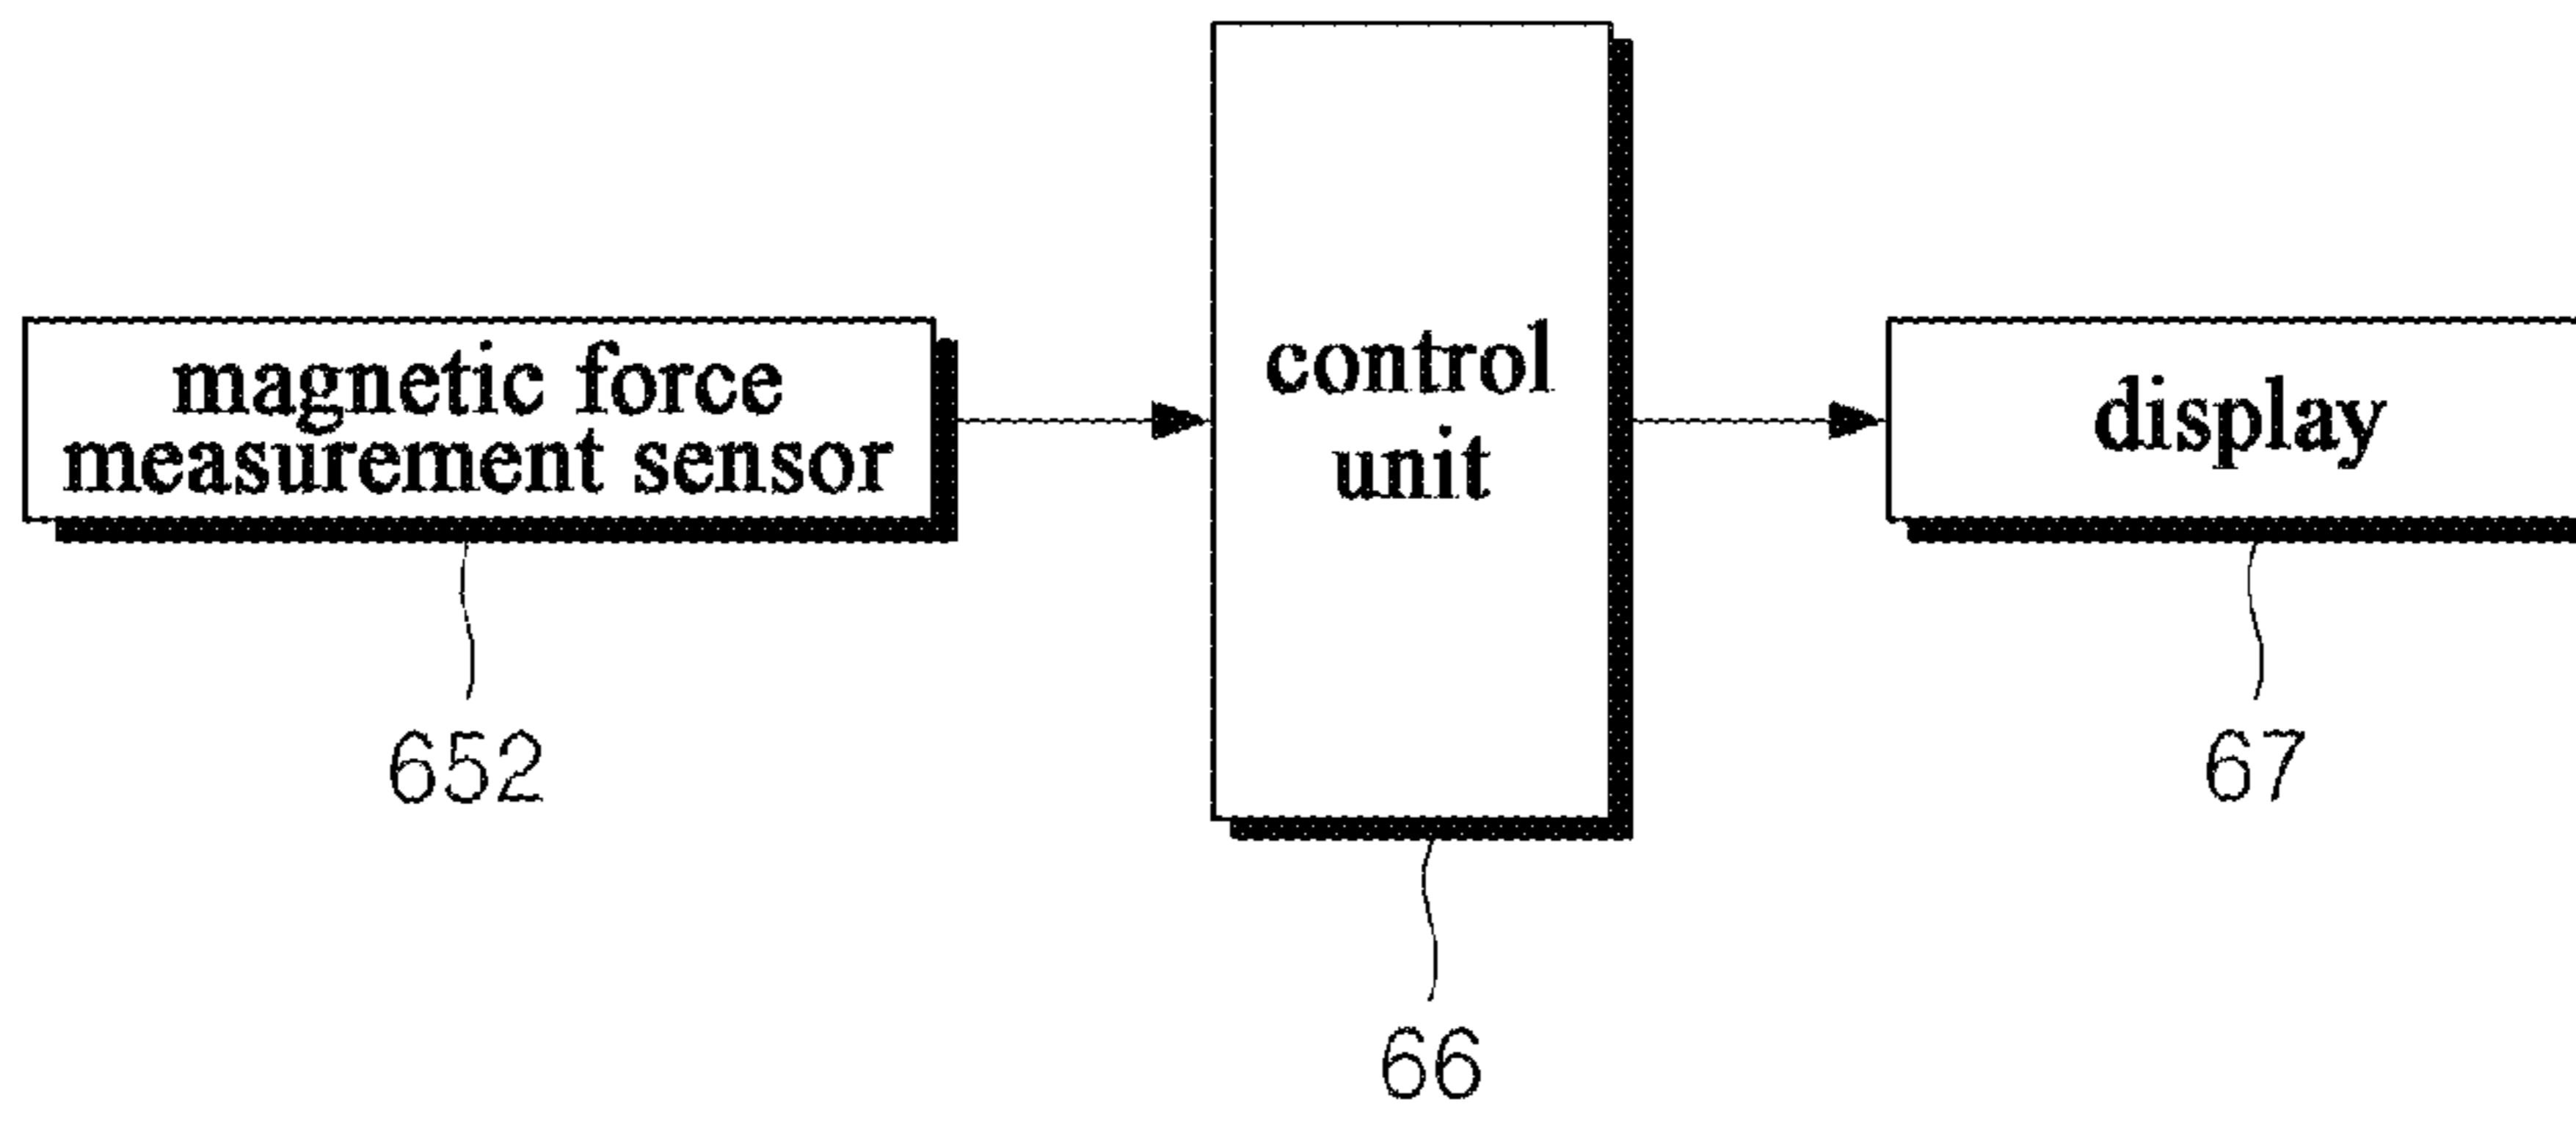 magnetic force
measurement sensor
control
unit
display
652
67
66